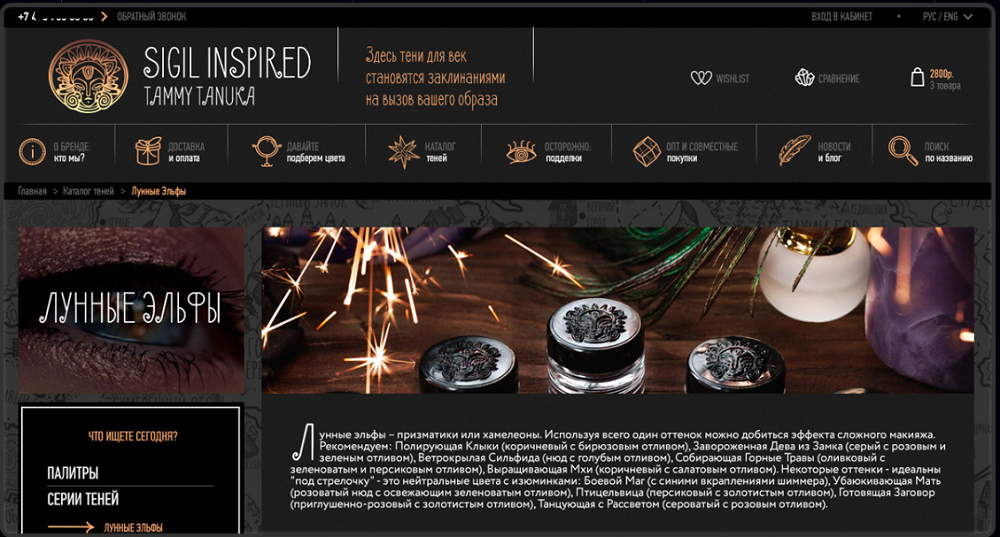 ОБРАТНЫЙ ЗВОНОК
ВХОД В КАБИНЕТ • РУС / ENG
SIGIL INSPIRED
TAMMY TANUKA
Здесь тени для век
становятся заклинаниями
на вызов вашего образа
WISHLIST
СРАВНЕНИЕ
2800р.
3 товара
О БРЕНДЕ:
кто мы?
ДОСТАВКА
и оплата
ДАВАЙТЕ
подберем цвета
КАТАЛОГ
теней
ОСТОРОЖНО:
подделки
ОПТ И СОВМЕСТНЫЕ
покупки
НОВОСТИ
и блог
ПОИСК
по названию
Главная > Каталог теней > Лунные Эльфы
ЛУННЫЕ ЭЛЬФЫ
ЧТО ИЩЕТЕ СЕГОДНЯ?
ПАЛИТРЫ
СЕРИИ ТЕНЕЙ
ЛУННЫЕ ЭЛЬФЫ
Лунные эльфы – призматики или хамелеоны. Используя всего один оттенок можно добиться эффекта сложного макияжа.
Рекомендуем: Полирующая Клыки (коричневый с бирюзовым отливом), Завороженная Дева из Замка (серый с розовым и
зеленым отливом), Ветрокрылая Сильфида (нюд с голубым отливом), Собирающая Горные Травы (оливковый с
зеленоватым и персиковым отливом), Выращивающая Мхи (коричневый с салатовым отливом). Некоторые оттенки - идеальны
"под стрелочку" - это нейтральные цвета с изюминками: Боевой Маг (с синими вкраплениями шиммера), Убаюкивающая Мать
(розоватый нюд с освежающим зеленоватым отливом), Птицельвица (персиковый с золотистым отливом), Готовящая Заговор
(приглушенно-розовый с золотистым отливом), Танцующая с Рассветом (сероватый с розовым отливом).